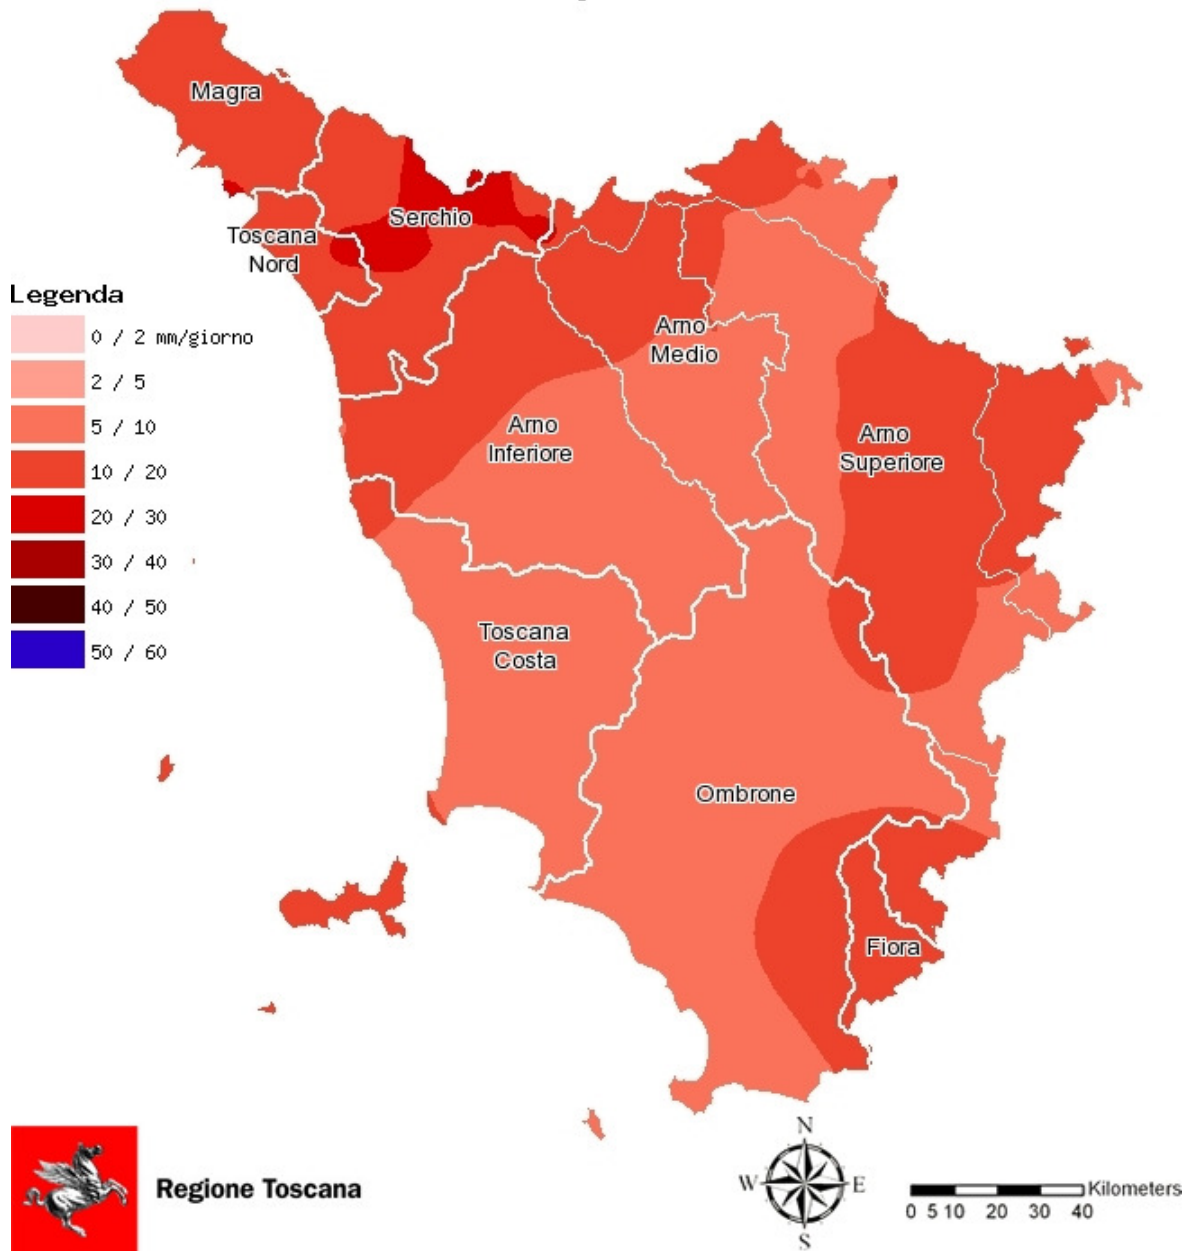 Magra
Serchio
Toscana
Nord
Legenda
0 / 2 mm/giorno
2 / 5
5 / 10
10 / 20
20 / 30
30 / 40
40 / 50
50 / 60
Arno
Medio
Arno
Inferiore
Arno
Superiore
Toscana
Costa
Ombrone
Fiora
Regione Toscana
N
W E
S
Kilometers
0 5 10 20 30 40